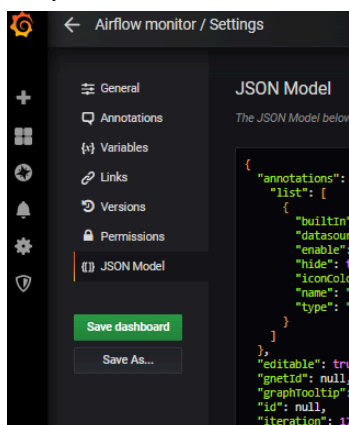 Airflow monitor / Settings
General
Annotations
Variables
Links
Versions
Permissions
JSON Model
Save dashboard
Save As...
JSON Model
The JSON Model below
{
"annotations":
"list": [
{
"builtIn"
"datasour
"enable":
"hide": t
"iconColo
"name": "
"type": "
}
]
},
"editable": tru
"gnetId": null,
"graphTooltip":
"id": null,
"iteration": 1